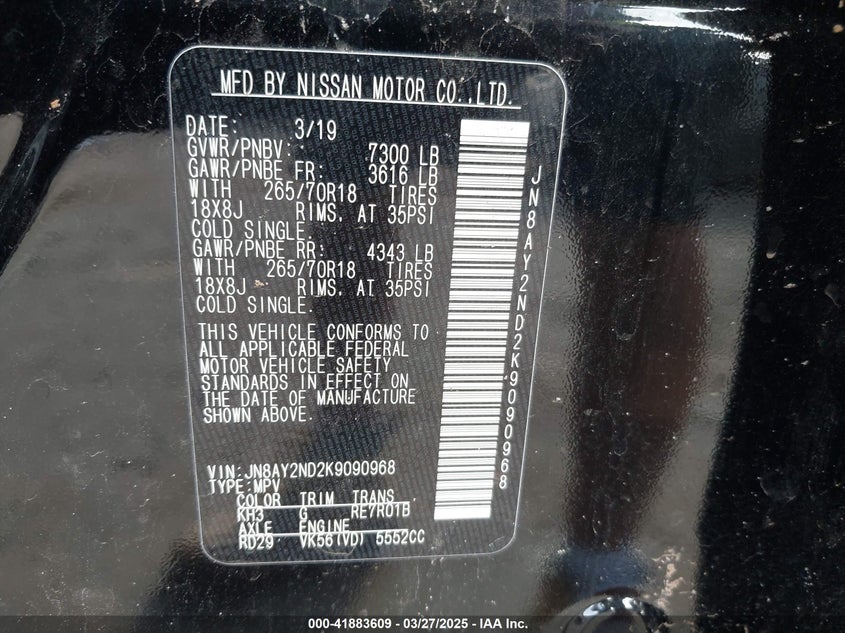 MFD BY NISSAN MOTOR CO.,LTD.
DATE: 3/19
GVWR/PNBV: 7300 LB
GAWR/PNBE FR: 3616 LB
WITH 265/70R18 TIRES
18X8J RIMS, AT 35PSI
COLD SINGLE.
GAWR/PNBE RR: 4343 LB
WITH 265/70R18 TIRES
18X8J RIMS, AT 35PSI
COLD SINGLE.
THIS VEHICLE CONFORMS TO
ALL APPLICABLE FEDERAL
MOTOR VEHICLE SAFETY
STANDARDS IN EFFECT ON
THE DATE OF MANUFACTURE
SHOWN ABOVE.
VIN:JN8AY2ND2K9090968
TYPE:MPV
COLOR TRIM TRANS
KH3 G RE7R01B
AXLE ENGINE
RD29 VK56(VD) 5552CC
JN8AY2ND2K9090968
000-41883609 - 03/27/2025 - IAA Inc.